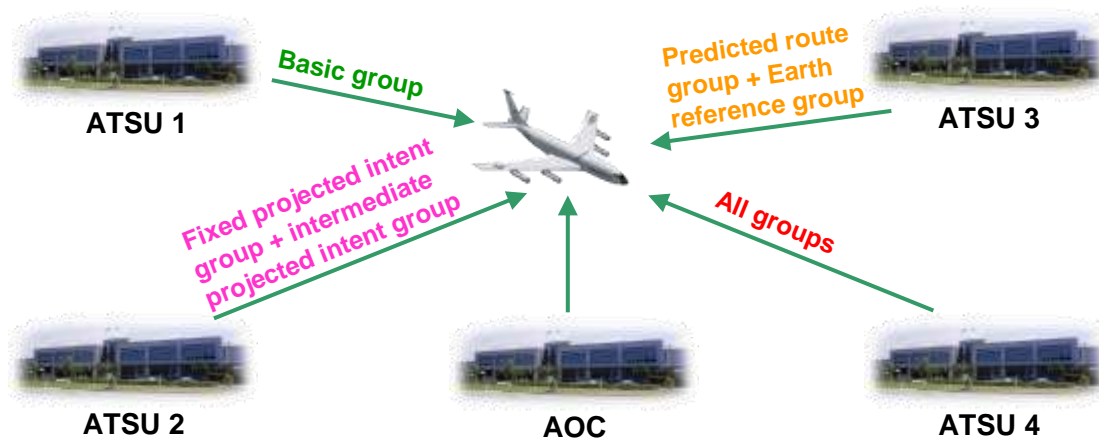 Basic group
ATSU 1
Predicted route
group + Earth
reference group
ATSU 3
Fixed projected intent
group + intermediate
projected intent group
All groups
ATSU 2
AOC
ATSU 4